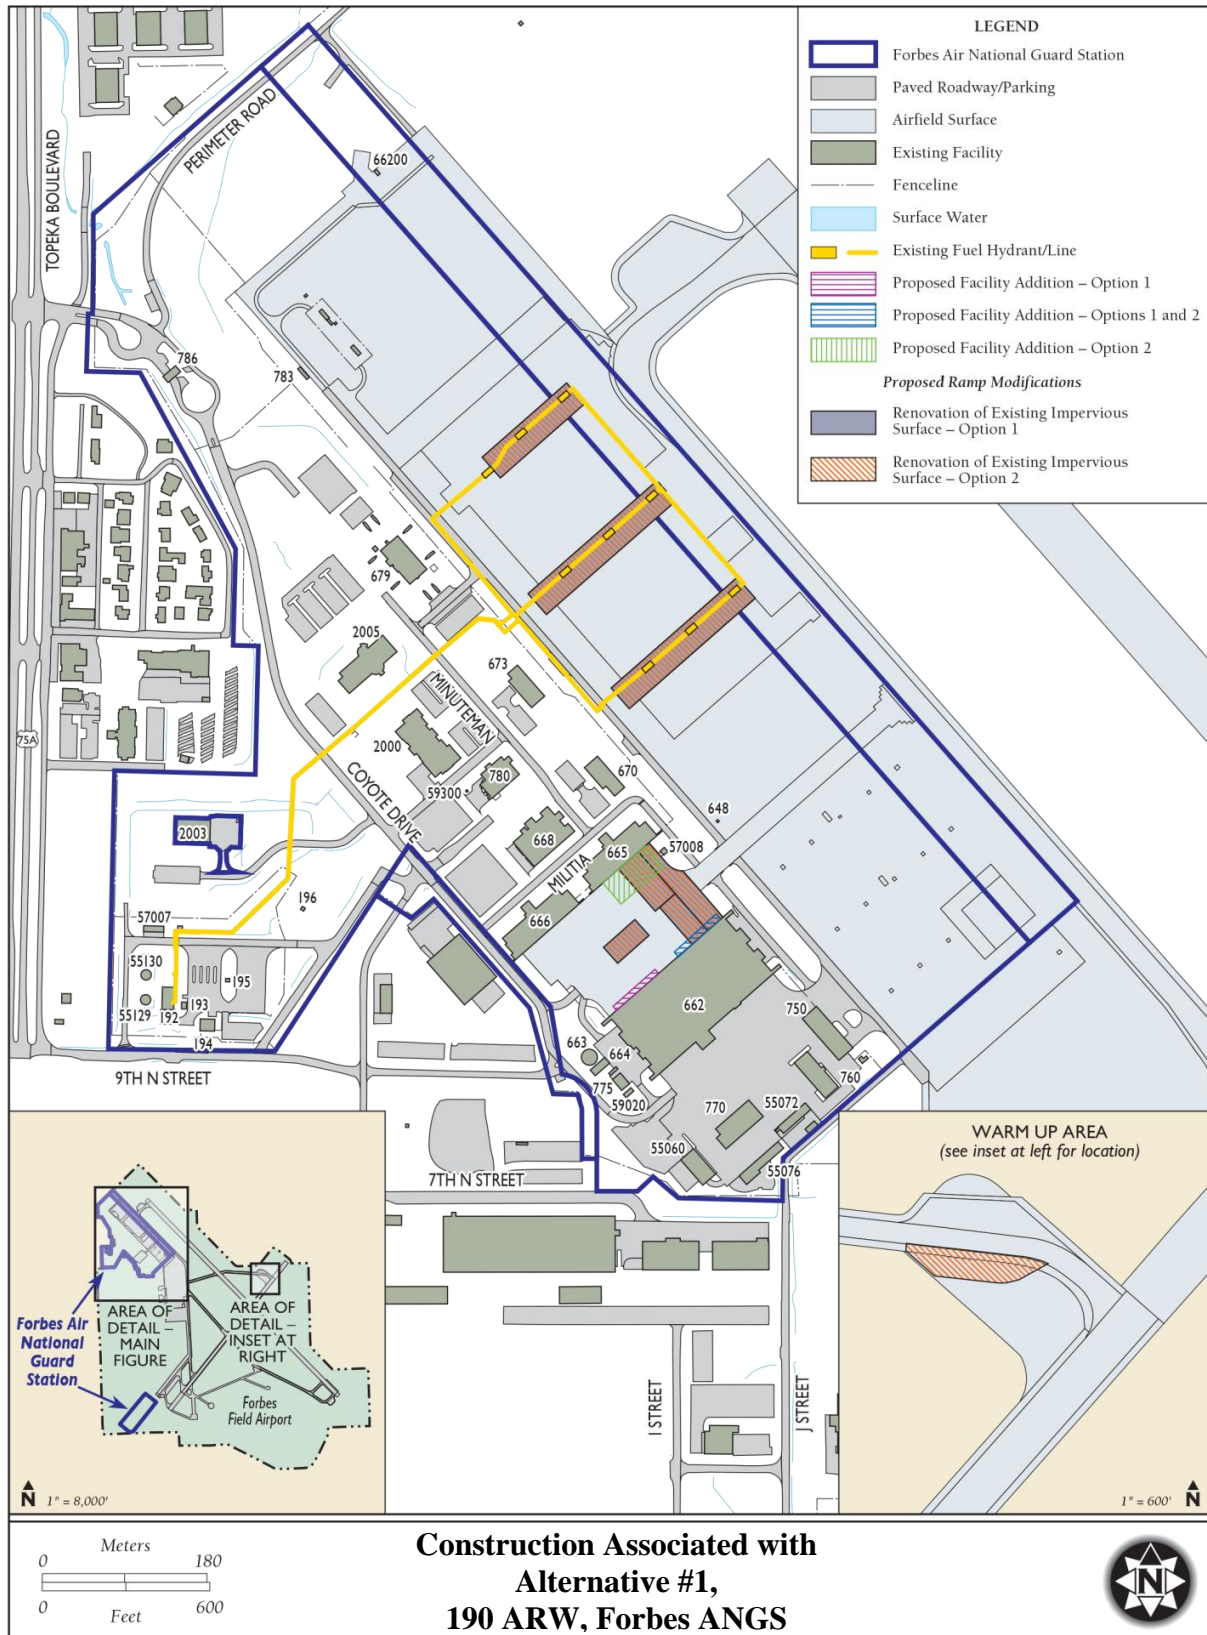 LEGEND
Forbes Air National Guard Station
Paved Roadway/Parking
Airfield Surface
Existing Facility
Fenceline
Surface Water
Existing Fuel Hydrant/Line
Proposed Facility Addition – Option 1
Proposed Facility Addition – Options 1 and 2
Proposed Facility Addition – Option 2
Proposed Ramp Modifications
Renovation of Existing Impervious
Surface – Option 1
Renovation of Existing Impervious
Surface – Option 2
TOPEKA BOULEVARD
PERIMETER ROAD
66200
786
783
679
2005
673
MINUTEMAN
2000
COYOTE DRIVE
780
59300
670
648
668
MILITIA
665
57008
666
75A
2003
196
57007
55130
195
193
55129
192
194
662
750
663
664
775
59020
760
770
55072
55060
55076
9TH N STREET
7TH N STREET
I STREET
J STREET
Forbes Air
National
Guard
Station
AREA OF
DETAIL –
MAIN
FIGURE
AREA OF
DETAIL –
INSET AT
RIGHT
Forbes
Field Airport
N
1" = 8,000'
WARM UP AREA
(see inset at left for location)
1" = 600'
N
Meters
0 180
0 600
Feet
Construction Associated with
Alternative #1,
190 ARW, Forbes ANGS
N